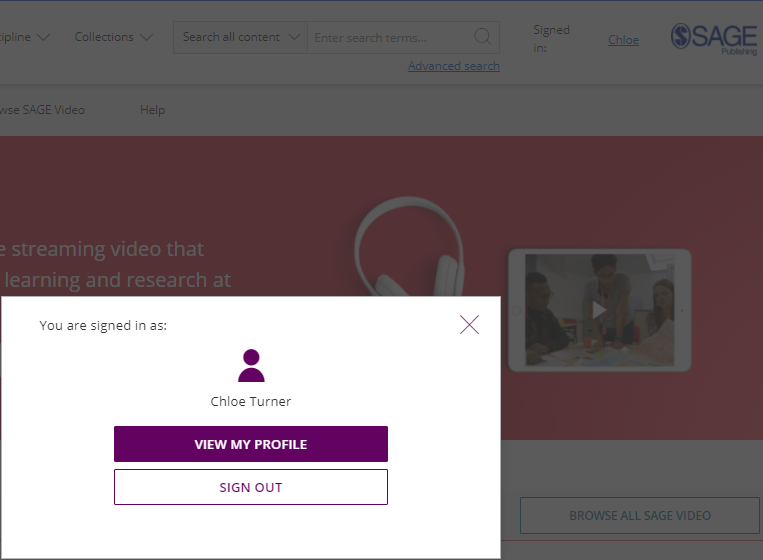 Collections
Search all content
Enter search terms...
Signed
in:
Chloe
SAGE
Publishing
Advanced search
SAGE Video
Help
streaming video that
learning and research at
You are signed in as:
Chloe Turner
VIEW MY PROFILE
SIGN OUT
BROWSE ALL SAGE VIDEO